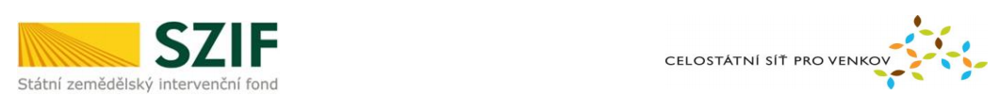 SZIF
Státní zemědělský intervenční fond
CELOSTÁTNÍ SÍŤ PRO VENKOV